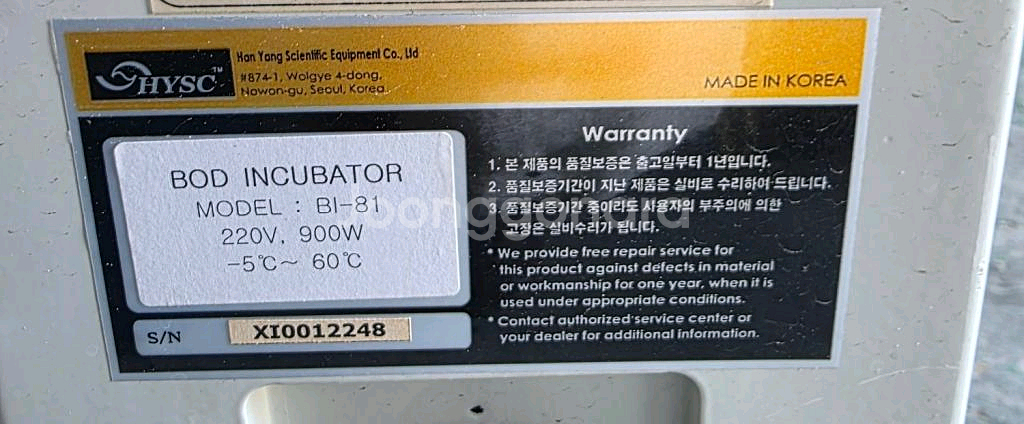 HYSC™
Han Yang Scientific Equipment Co., Ltd
#874-1, Wolgye 4-dong,
Nowon-gu, Seoul, Korea.
MADE IN KOREA
BOD INCUBATOR
MODEL : BI-81
220V, 900W
-5℃~ 60℃
S/N XI0012248
Warranty
1. 본 제품의 품질보증은 출고일부터 1년입니다.
2. 품질보증기간이 지난 제품은 실비로 수리하여 드립니다.
3. 품질보증기간 중이라도 사용자의 부주의에 의한
고장은 실비수리가 됩니다.
* We provide free repair service for
this product against defects in material
or workmanship for one year, when it is
used under appropriate conditions.
* Contact authorized service center or
your dealer for additional information.